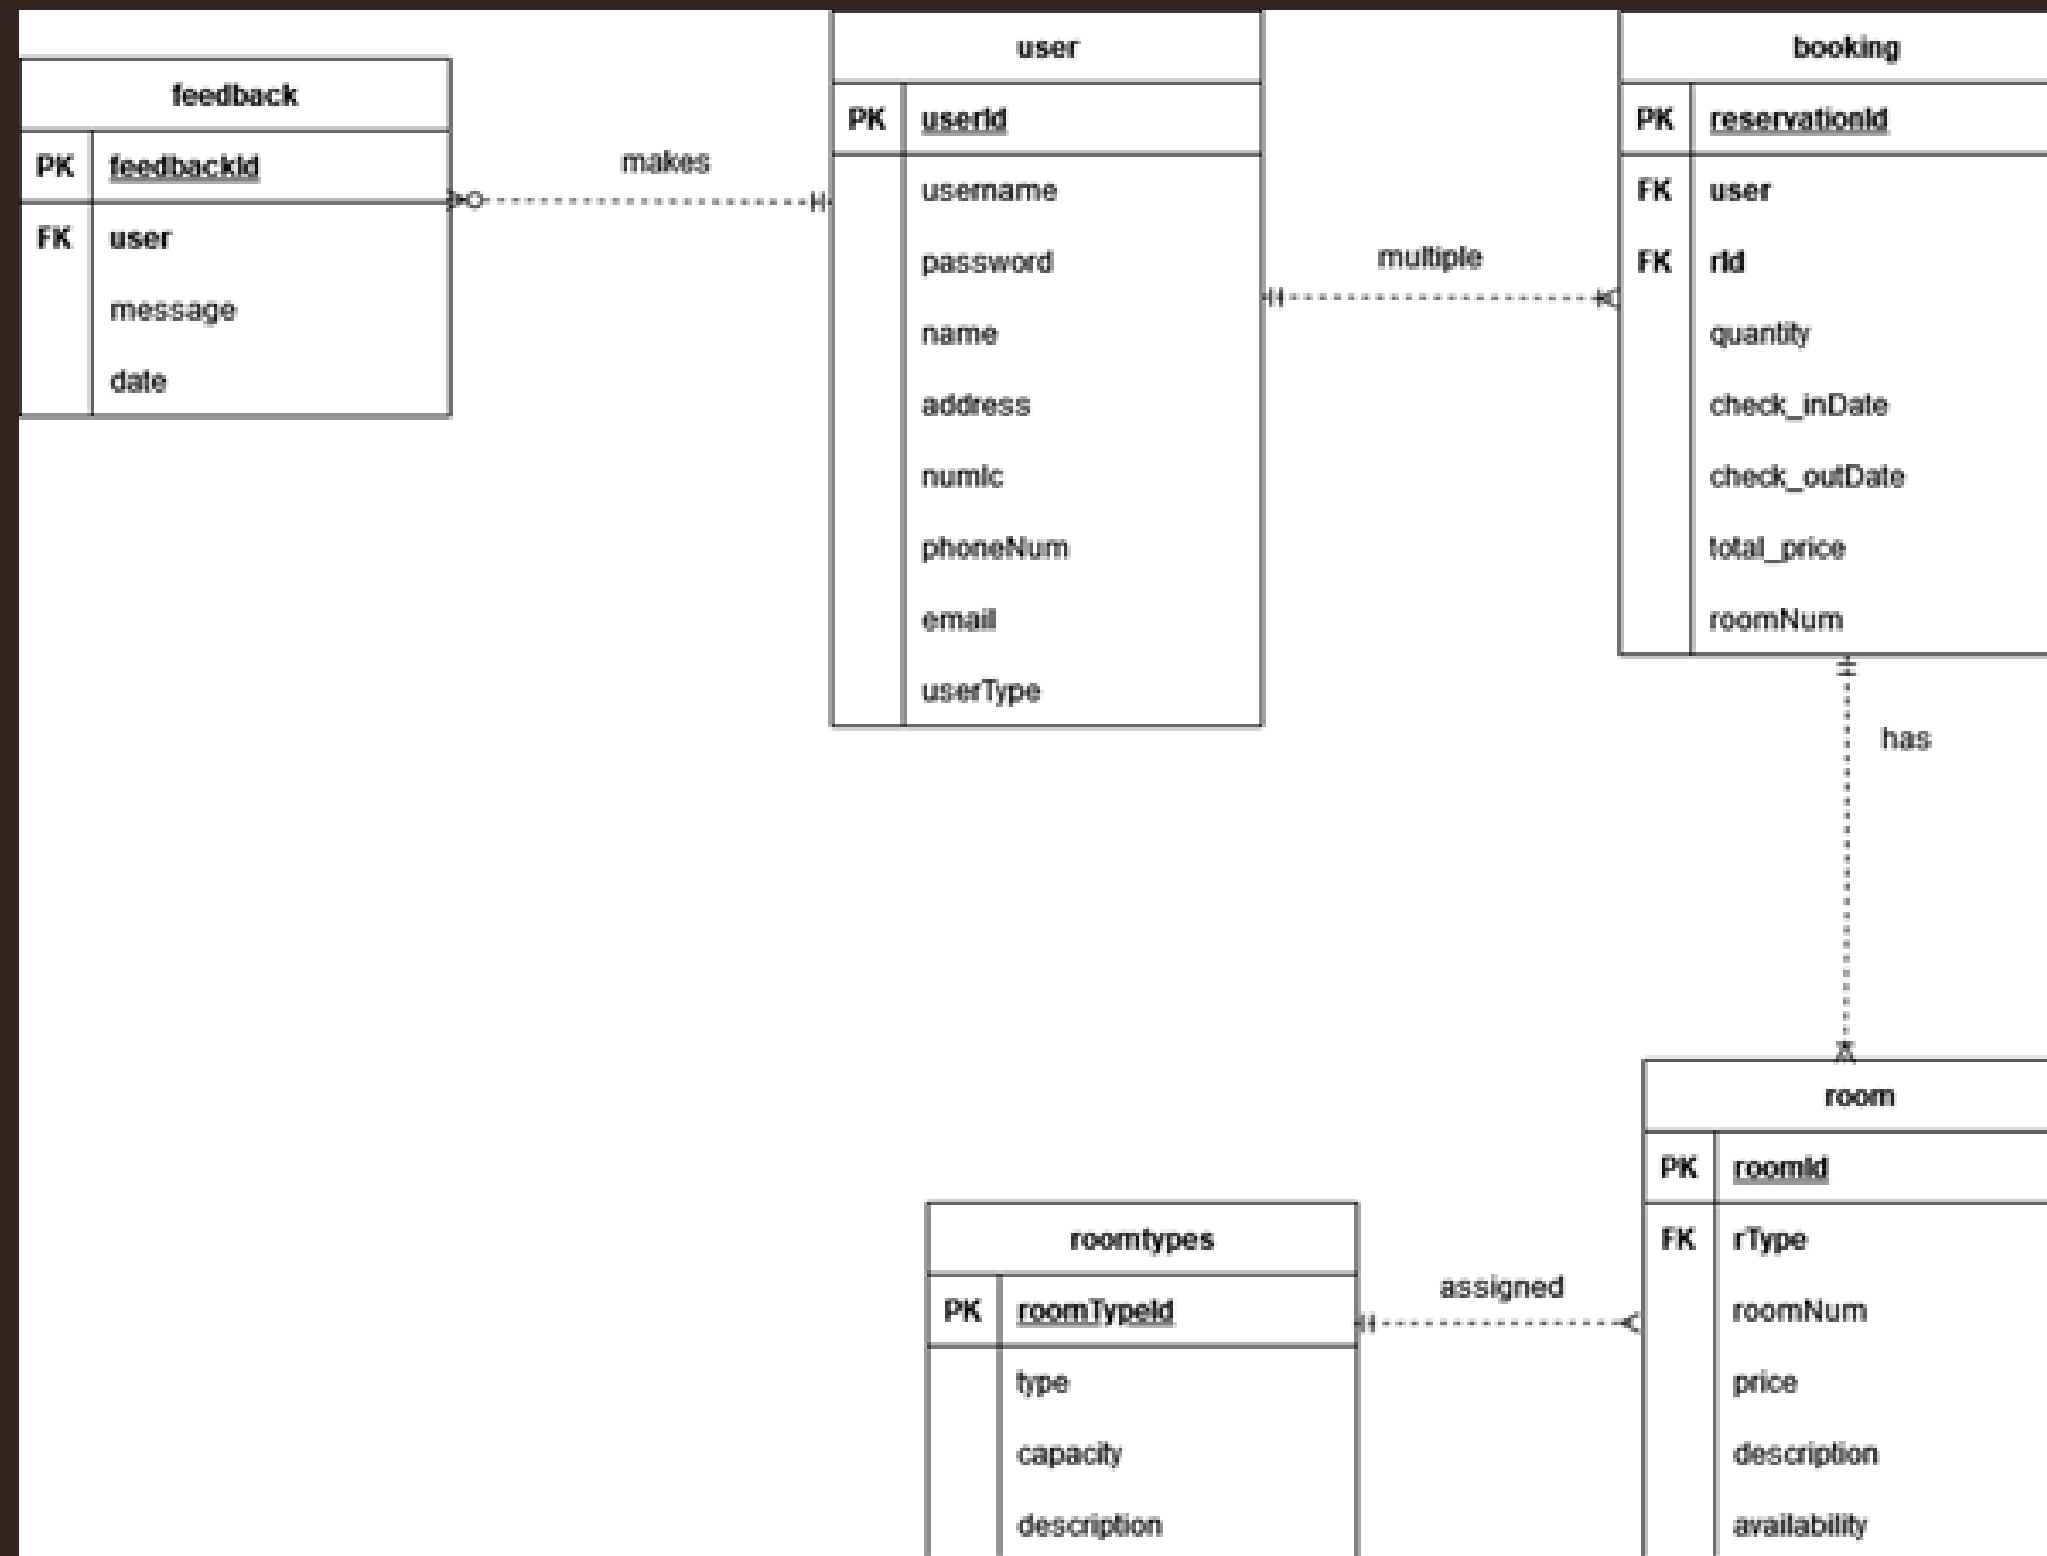 feedback
PK feedbackId
FK user
message
date
makes
user
PK userId
username
password
name
address
numIc
phoneNum
email
userType
multiple
booking
PK reservationId
FK user
FK rId
quantity
check_inDate
check_outDate
total_price
roomNum
has
room
PK roomId
FK rType
roomNum
price
description
availability
assigned
roomtypes
PK roomTypeId
type
capacity
description